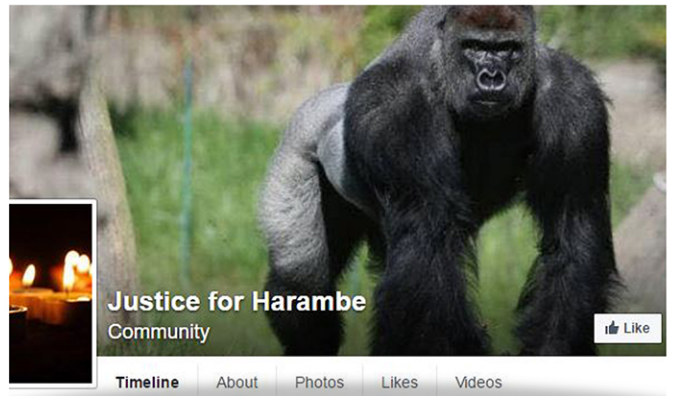 Justice for Harambe
Community
Like
Timeline About Photos Likes Videos